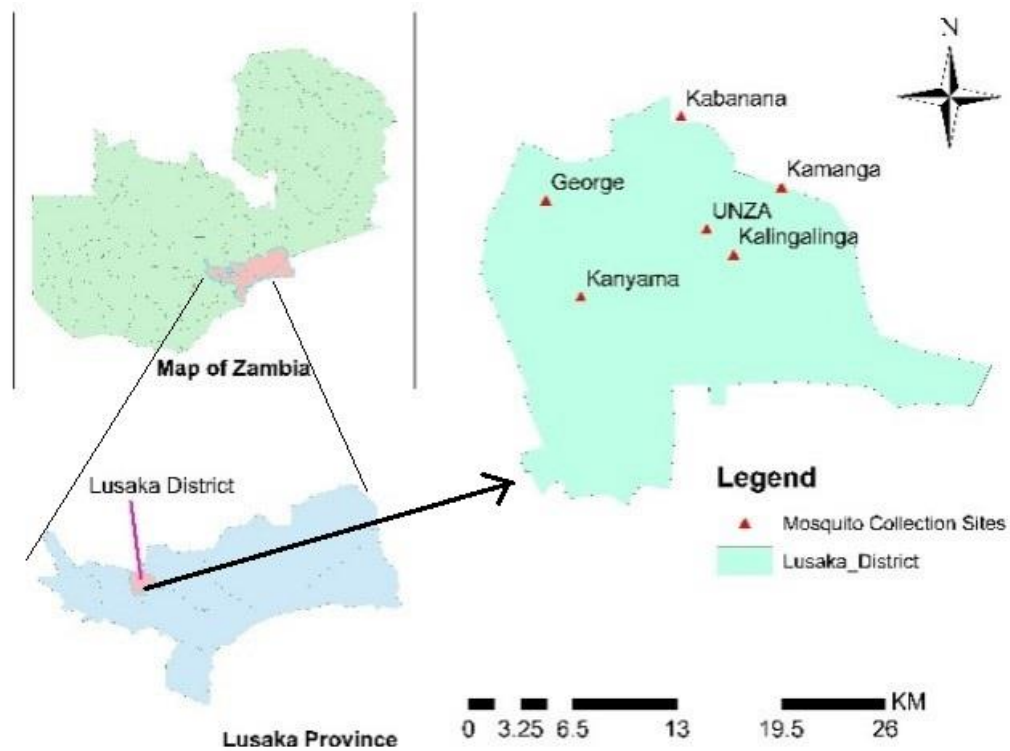 N
Kabanana
Kamanga
George
UNZA
Kalingalinga
Kanyama
Map of Zambia
Lusaka District
Legend
Mosquito Collection Sites
Lusaka_District
KM
0 3.25 6.5 13 19.5 26
Lusaka Province